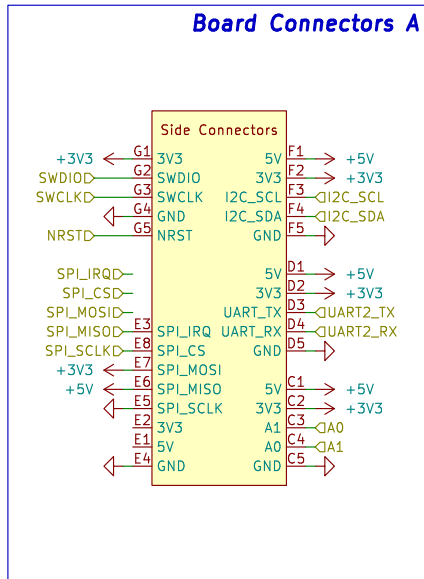 Board Connectors A
Side Connectors
+3V3 G1 3V3 5V F1 +5V
SWDIO G2 SWDIO 3V3 F2 +3V3
SWCLK G3 SWCLK I2C_SCL F3 I2C_SCL
G4 GND I2C_SDA F4 I2C_SDA
NRST G5 NRST GND F5
SPI_IRQ 5V D1 +5V
SPI_CS 3V3 D2 +3V3
SPI_MOSI UART_TX D3 UART2_TX
SPI_MISO E3 SPI_IRQ UART_RX D4 UART2_RX
SPI_SCLK E8 SPI_CS GND D5
+3V3 E7 SPI_MOSI
+5V E6 SPI_MISO 5V C1 +5V
E5 SPI_SCLK 3V3 C2 +3V3
E2 3V3 A1 C3 A0
E1 5V A0 C4 A1
E4 GND GND C5